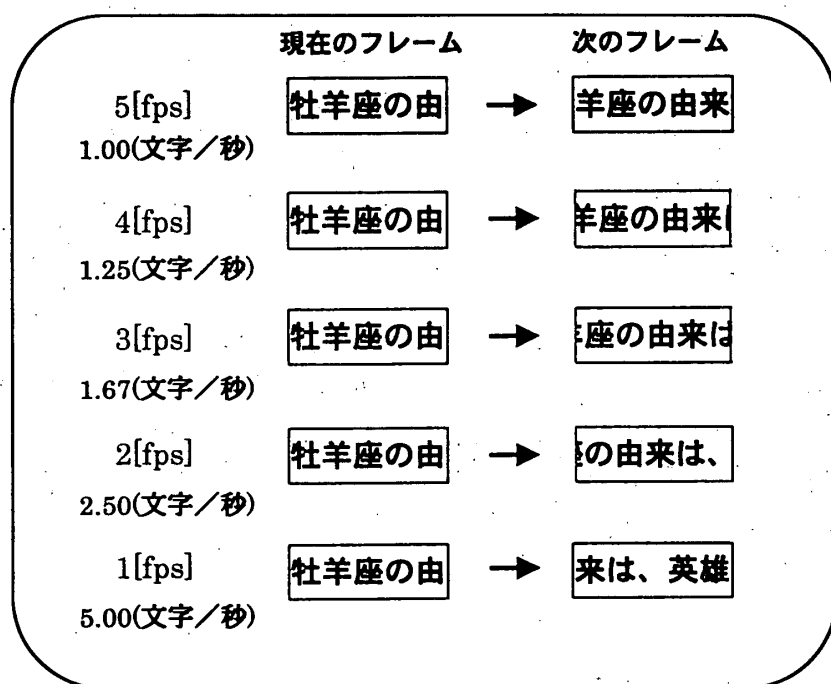 現在のフレーム 次のフレーム
5[fps] 牡羊座の由 → 羊座の由来
1.00(文字／秒)
4[fps] 牡羊座の由 → 羊座の由来
1.25(文字／秒)
3[fps] 牡羊座の由 → 座の由来は
1.67(文字／秒)
2[fps] 牡羊座の由 → の由来は、
2.50(文字／秒)
1[fps] 牡羊座の由 → 来は、英雄
5.00(文字／秒)